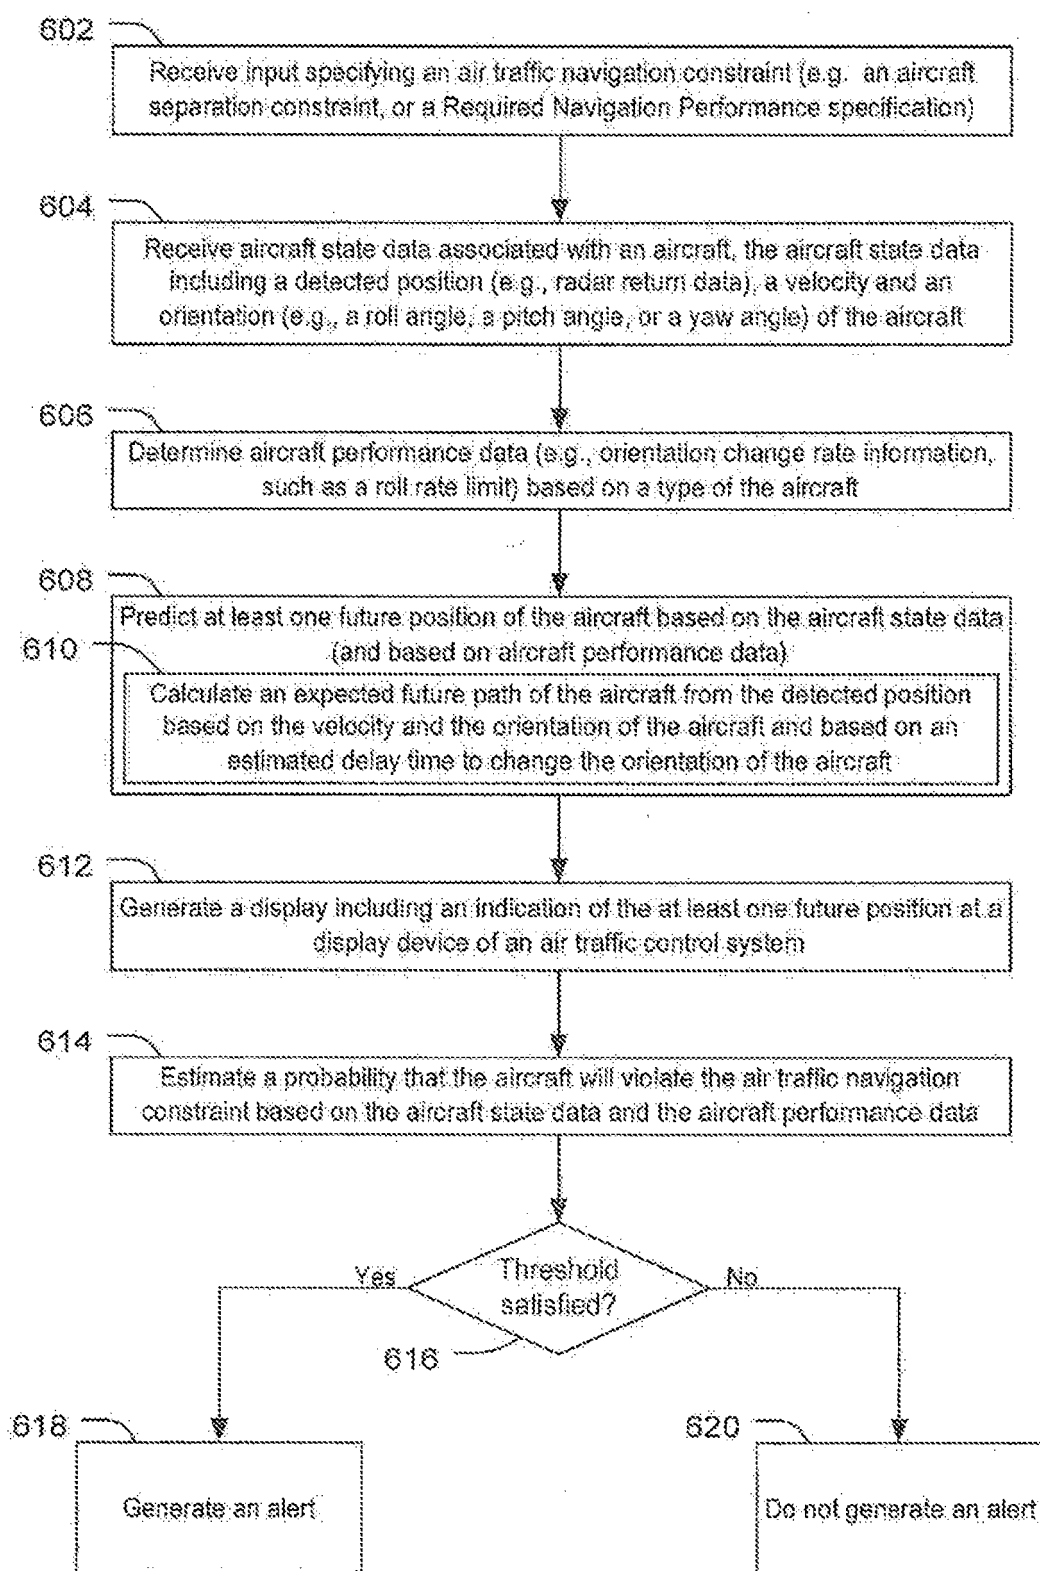 602
Receive input specifying an air traffic navigation constraint (e.g. an aircraft
separation constraint, or a Required Navigation Performance specification)
604
Receive aircraft state data associated with an aircraft, the aircraft state data
including a detected position (e.g., radar return data), a velocity and an
orientation (e.g., a roll angle, a pitch angle, or a yaw angle) of the aircraft
606
Determine aircraft performance data (e.g., orientation change rate information,
such as a roll rate limit) based on a type of the aircraft
608
Predict at least one future position of the aircraft based on the aircraft state data
(and based on aircraft performance data)
610
Calculate an expected future path of the aircraft from the detected position
based on the velocity and the orientation of the aircraft and based on an
estimated delay time to change the orientation of the aircraft
612
Generate a display including an indication of the at least one future position at a
display device of an air traffic control system
614
Estimate a probability that the aircraft will violate the air traffic navigation
constraint based on the aircraft state data and the aircraft performance data
Yes
Threshold
satisfied?
No
616
618
Generate an alert
620
Do not generate an alert